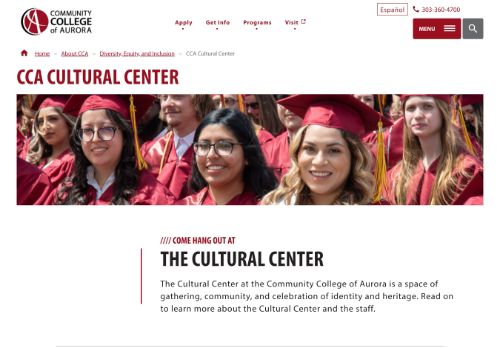 COMMUNITY
COLLEGE
of AURORA
Español 303-360-4700
Apply Get Info Programs Visit
MENU
Home – About CCA – Diversity, Equity, and Inclusion – CCA Cultural Center
CCA CULTURAL CENTER
//// COME HANG OUT AT
THE CULTURAL CENTER
The Cultural Center at the Community College of Aurora is a space of
gathering, community, and celebration of identity and heritage. Read on
to learn more about the Cultural Center and the staff.